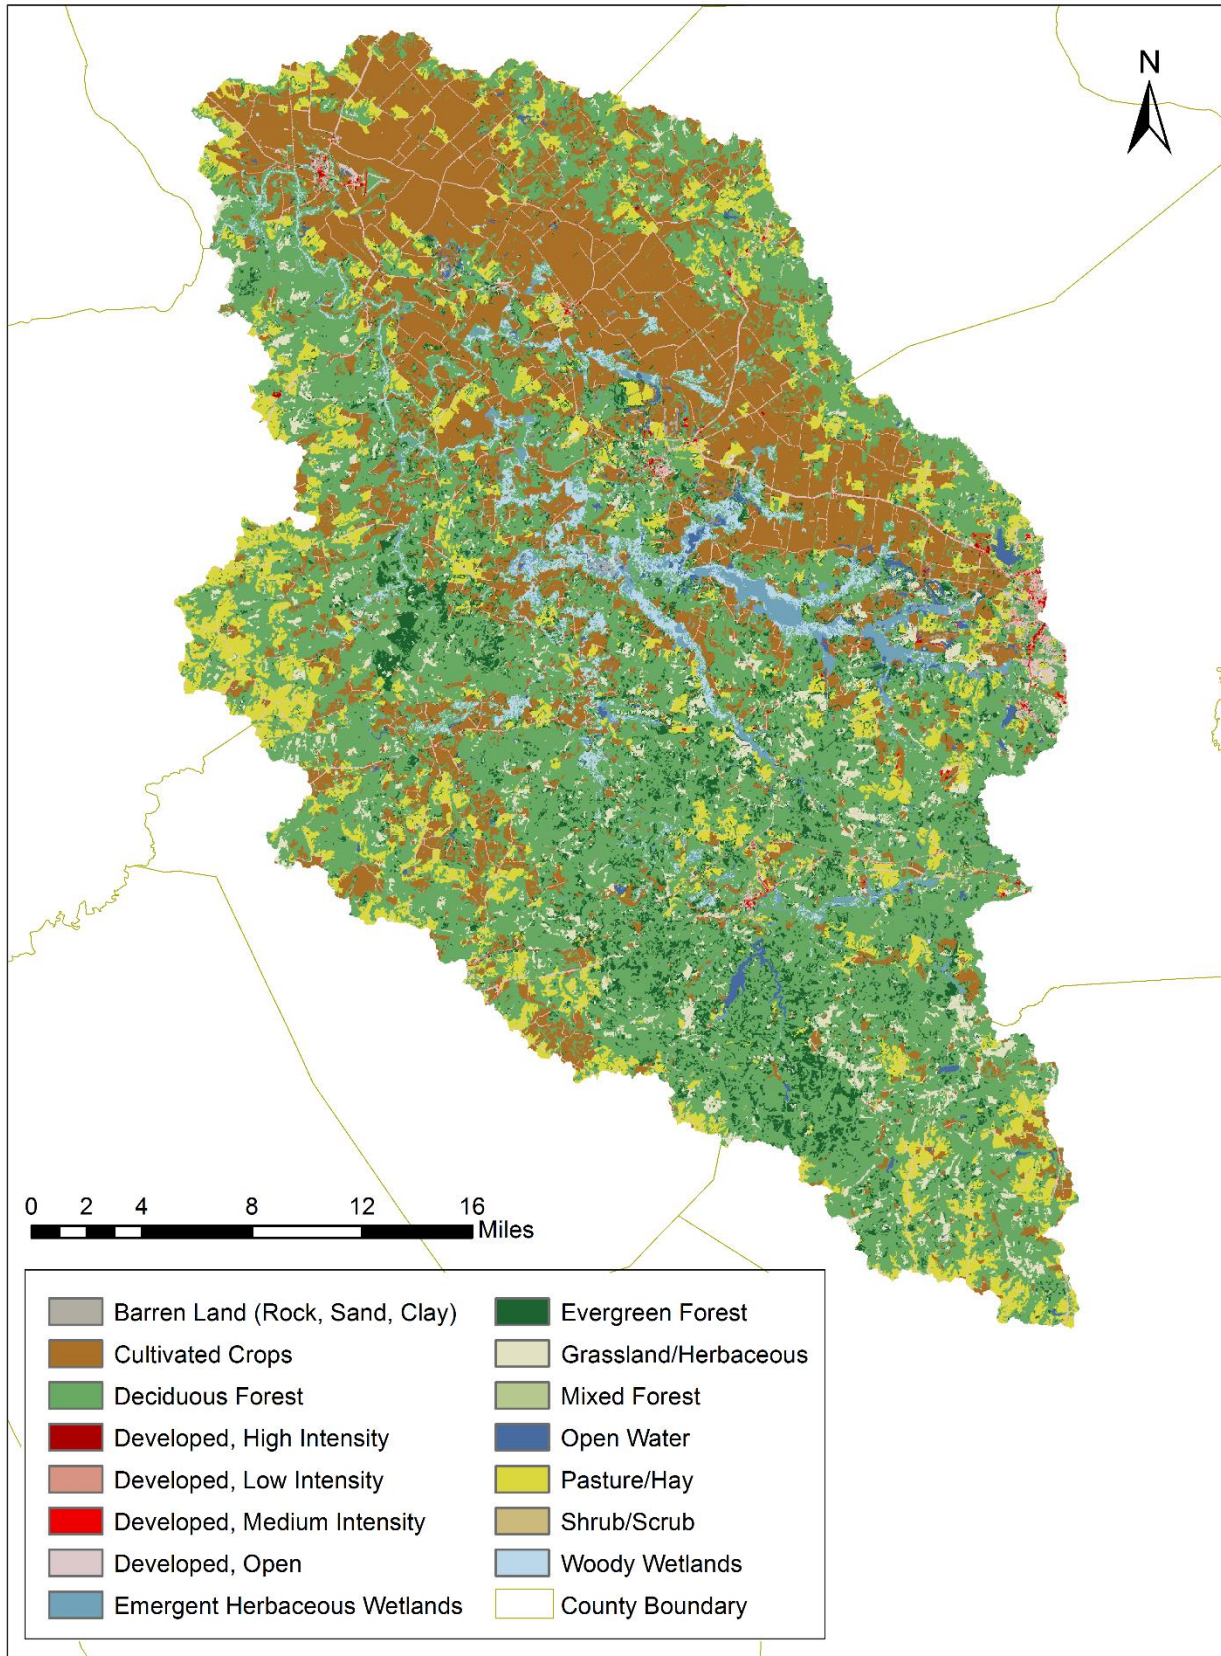 N
0 2 4 8 12 16
Miles
Barren Land (Rock, Sand, Clay)
Cultivated Crops
Deciduous Forest
Developed, High Intensity
Developed, Low Intensity
Developed, Medium Intensity
Developed, Open
Emergent Herbaceous Wetlands
Evergreen Forest
Grassland/Herbaceous
Mixed Forest
Open Water
Pasture/Hay
Shrub/Scrub
Woody Wetlands
County Boundary